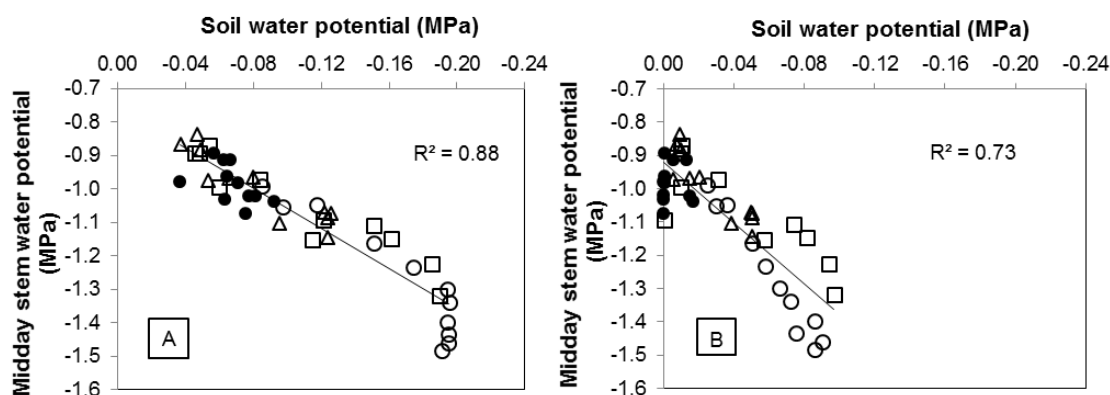 Soil water potential (MPa)
0.00 -0.04 -0.08 -0.12 -0.16 -0.20 -0.24
-0.7
-0.8
-0.9
-1.0
-1.1
-1.2
-1.3
-1.4
-1.5
-1.6
Midday stem water potential
(MPa)
R² = 0.88
A
Soil water potential (MPa)
0.00 -0.04 -0.08 -0.12 -0.16 -0.20 -0.24
-0.7
-0.8
-0.9
-1.0
-1.1
-1.2
-1.3
-1.4
-1.5
-1.6
Midday stem water potential
(MPa)
R² = 0.73
B